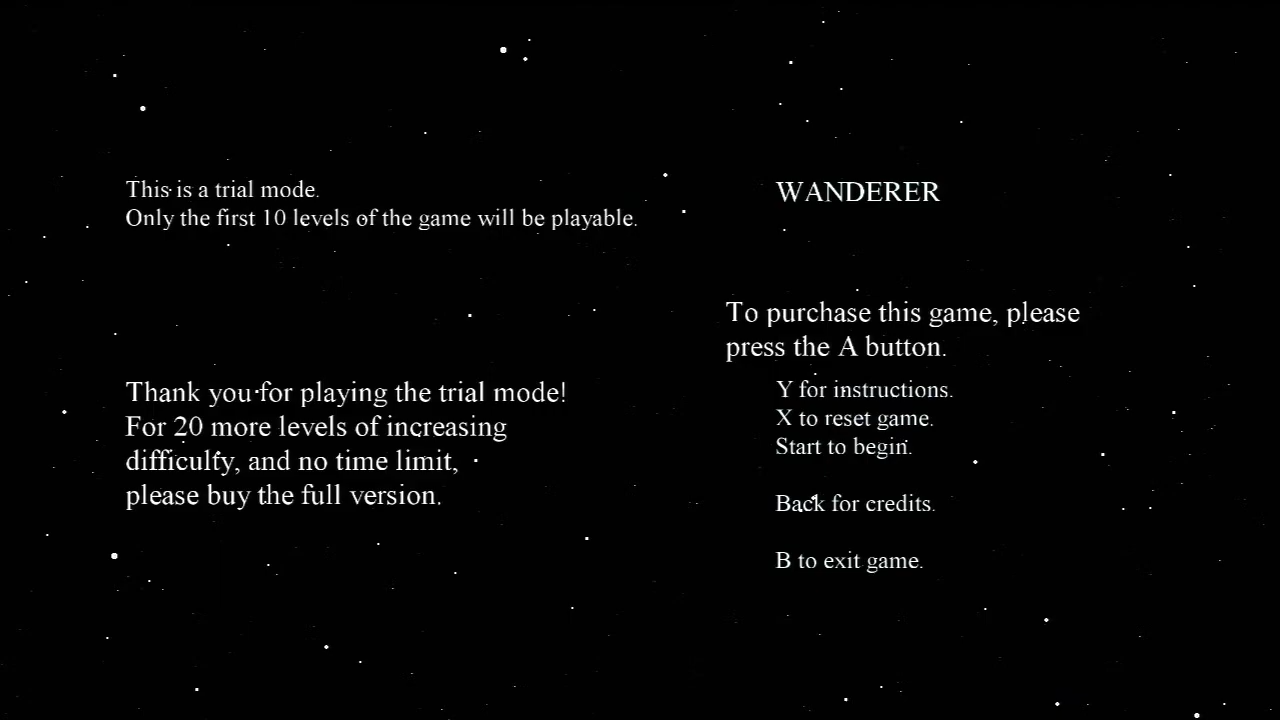 This is a trial mode.
Only the first 10 levels of the game will be playable.
Thank you for playing the trial mode!
For 20 more levels of increasing
difficulty, and no time limit,
please buy the full version.
WANDERER
To purchase this game, please
press the A button.
Y for instructions.
X to reset game.
Start to begin.
Back for credits.
B to exit game.